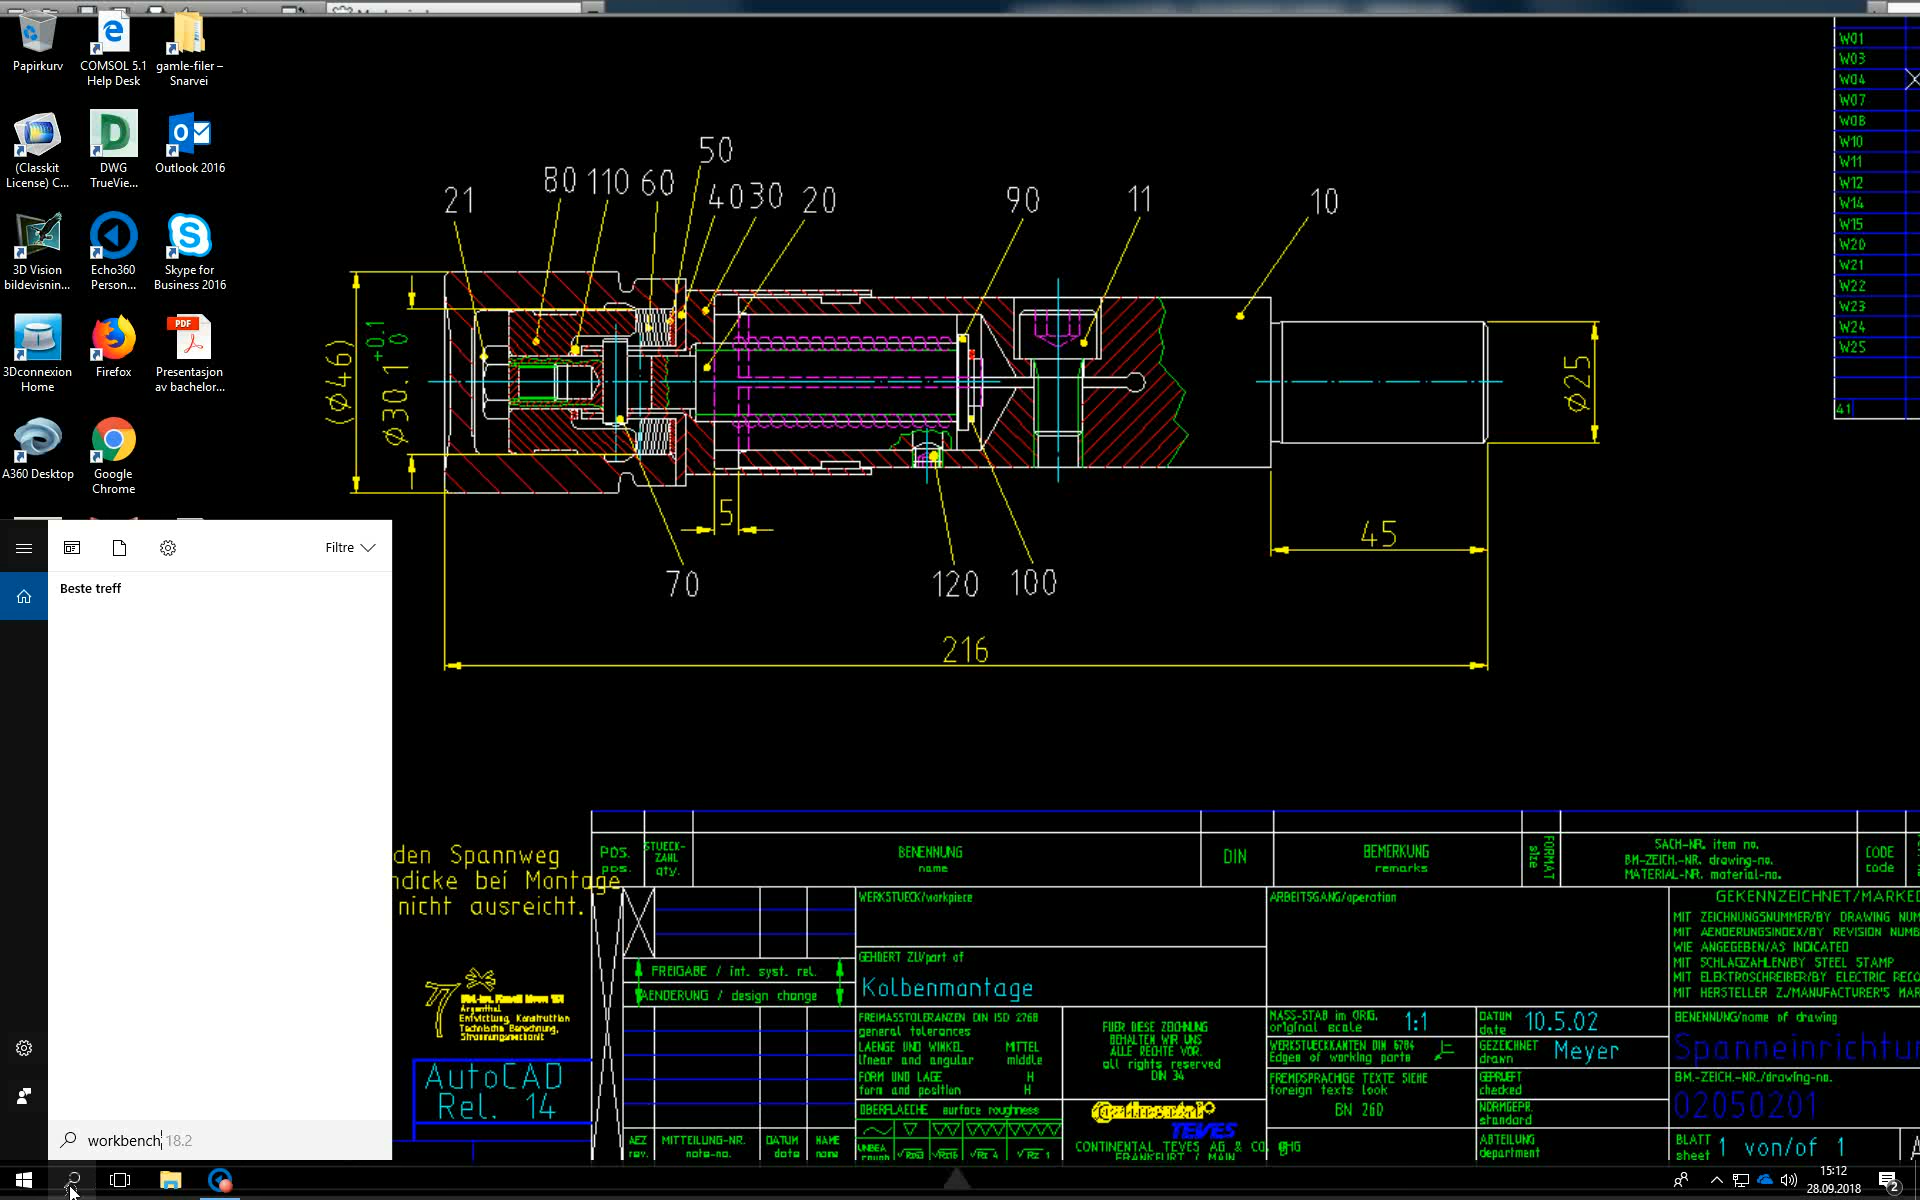 Papirkurv
COMSOL 5.1
Help Desk
gamle-filer –
Snarvei
(Classkit
License) C...
DWG
TrueVie...
Outlook 2016
3D Vision
bildevisnin...
Echo360
Person...
Skype for
Business 2016
3Dconnexion
Home
Firefox
Presentasjon
av bachelor...
A360 Desktop
Google
Chrome
W01
W03
W04
W07
W08
W10
W11
W12
W14
W15
W20
W21
W22
W23
W24
W25
41
50
21
80
110
60
40
30
20
90
11
10
(Ø46)
Ø30.1 +0.1 0
Ø25
5
45
70
120
100
216
Filtre
Beste treff
workbench 18.2
den Spannweg
ndicke bei Montage
nicht ausreicht.
Entwicklung, Konstruktion
Technische Berechnung,
Stroemungsmechanik
AutoCAD
Rel. 14
POS.
pos.
STUECK-
ZAHL
qty.
BENENNUNG
name
DIN
BEMERKUNG
remarks
FORMAT
size
SACH-NR. item no.
BM-ZEICH.-NR. drawing-no.
MATERIAL-NR. material-no.
CODE
code
WERKSTUECK/workpiece
ARBEITSGANG/operation
GEKENNZEICHNET/MARKED
MIT ZEICHNUNGSNUMMER/BY DRAWING NUM
MIT AENDERUNGSINDEX/BY REVISION NUMB
WIE ANGEGEBEN/AS INDICATED
MIT SCHLAGZAHLEN/BY STEEL STAMP
MIT ELEKTROSCHREIBER/BY ELECTRIC RECO
MIT HERSTELLER Z./MANUFACTURER'S MAR
GEHOERT ZU/part of
Kolbenmontage
FREIGABE / int. syst. rel.
AENDERUNG / design change
FREIMASSTOLERANZEN DIN ISO 2768
general tolerances
LAENGE UND WINKEL MITTEL
linear and angular middle
FORM UND LAGE H
form and position H
OBERFLAECHE surface roughness
FUER DIESE ZEICHNUNG
BEHALTEN WIR UNS
ALLE RECHTE VOR.
all rights reserved
DIN 34
Continental
TEVES
CONTINENTAL TEVES AG & CO. OHG
FRANKFURT / MAIN
MASS-STAB im ORIG.
original scale
1:1
WERKSTUECKKANTEN DIN 6784
Edges of working parts
FREMDSPRACHIGE TEXTE SIEHE
foreign texts look
BN 260
DATUM
date
10.5.02
GEZEICHNET
drawn
Meyer
GEPRUEFT
checked
NORMGEPR.
standard
ABTEILUNG
department
BENENNUNG/name of drawing
Spanneinrichtun
BM.-ZEICH.-NR./drawing-no.
02050201
BLATT
sheet
1 von/of 1
AEZ
rev.
MITTEILUNG-NR.
note-no.
DATUM
date
NAME
name
15:12
28.09.2018
2